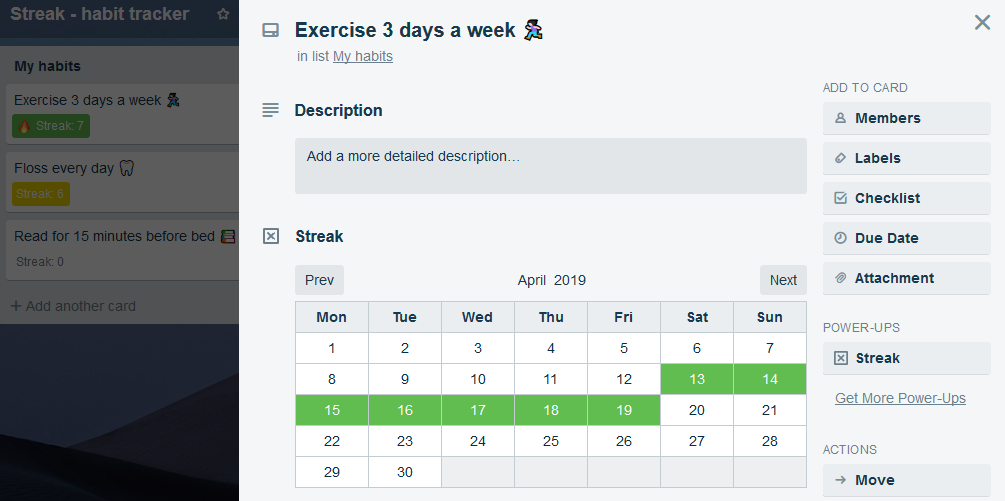 Streak - habit tracker
My habits
Exercise 3 days a week
Streak: 7
Floss every day
Streak: 6
Read for 15 minutes before bed
Streak: 0
+ Add another card
Exercise 3 days a week
in list My habits
Description
Add a more detailed description…
Streak
Prev April 2019 Next
Mon Tue Wed Thu Fri Sat Sun
1 2 3 4 5 6 7
8 9 10 11 12 13 14
15 16 17 18 19 20 21
22 23 24 25 26 27 28
29 30
ADD TO CARD
Members
Labels
Checklist
Due Date
Attachment
POWER-UPS
Streak
Get More Power-Ups
ACTIONS
Move